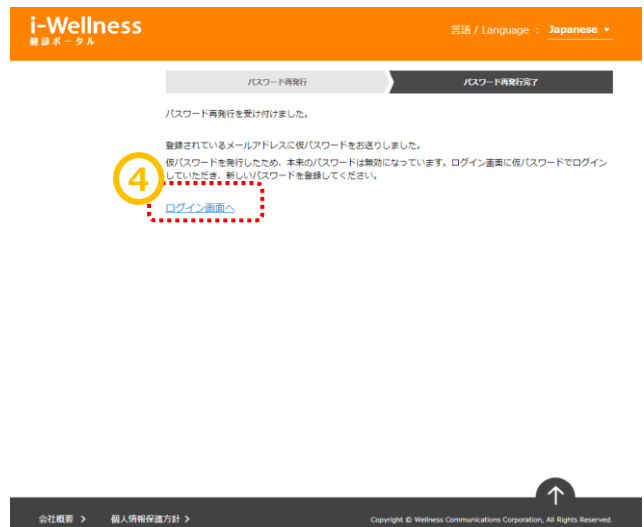 i-Wellness
健診ポータル
言語 / Language : Japanese
パスワード再発行
パスワード再発行完了
パスワード再発行を受け付けました。
登録されているメールアドレスに仮パスワードをお送りしました。
仮パスワードを発行したため、本来のパスワードは無効になっています。ログイン画面に仮パスワードでログイン
していただき、新しいパスワードを登録してください。
④
ログイン画面へ
会社概要 >
個人情報保護方針 >
Copyright © Wellness Communications Corporation, All Rights Reserved.